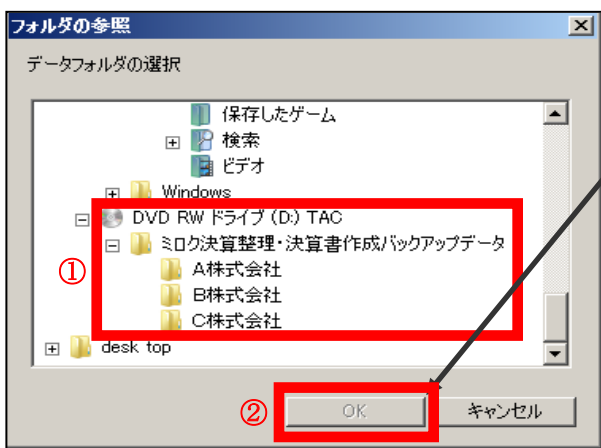 フォルダの参照
データフォルダの選択
保存したゲーム
検索
ビデオ
Windows
DVD RW ドライブ (D:) TAC
ミロク決算整理・決算書作成バックアップデータ
①
A株式会社
B株式会社
C株式会社
desk top
② OK キャンセル